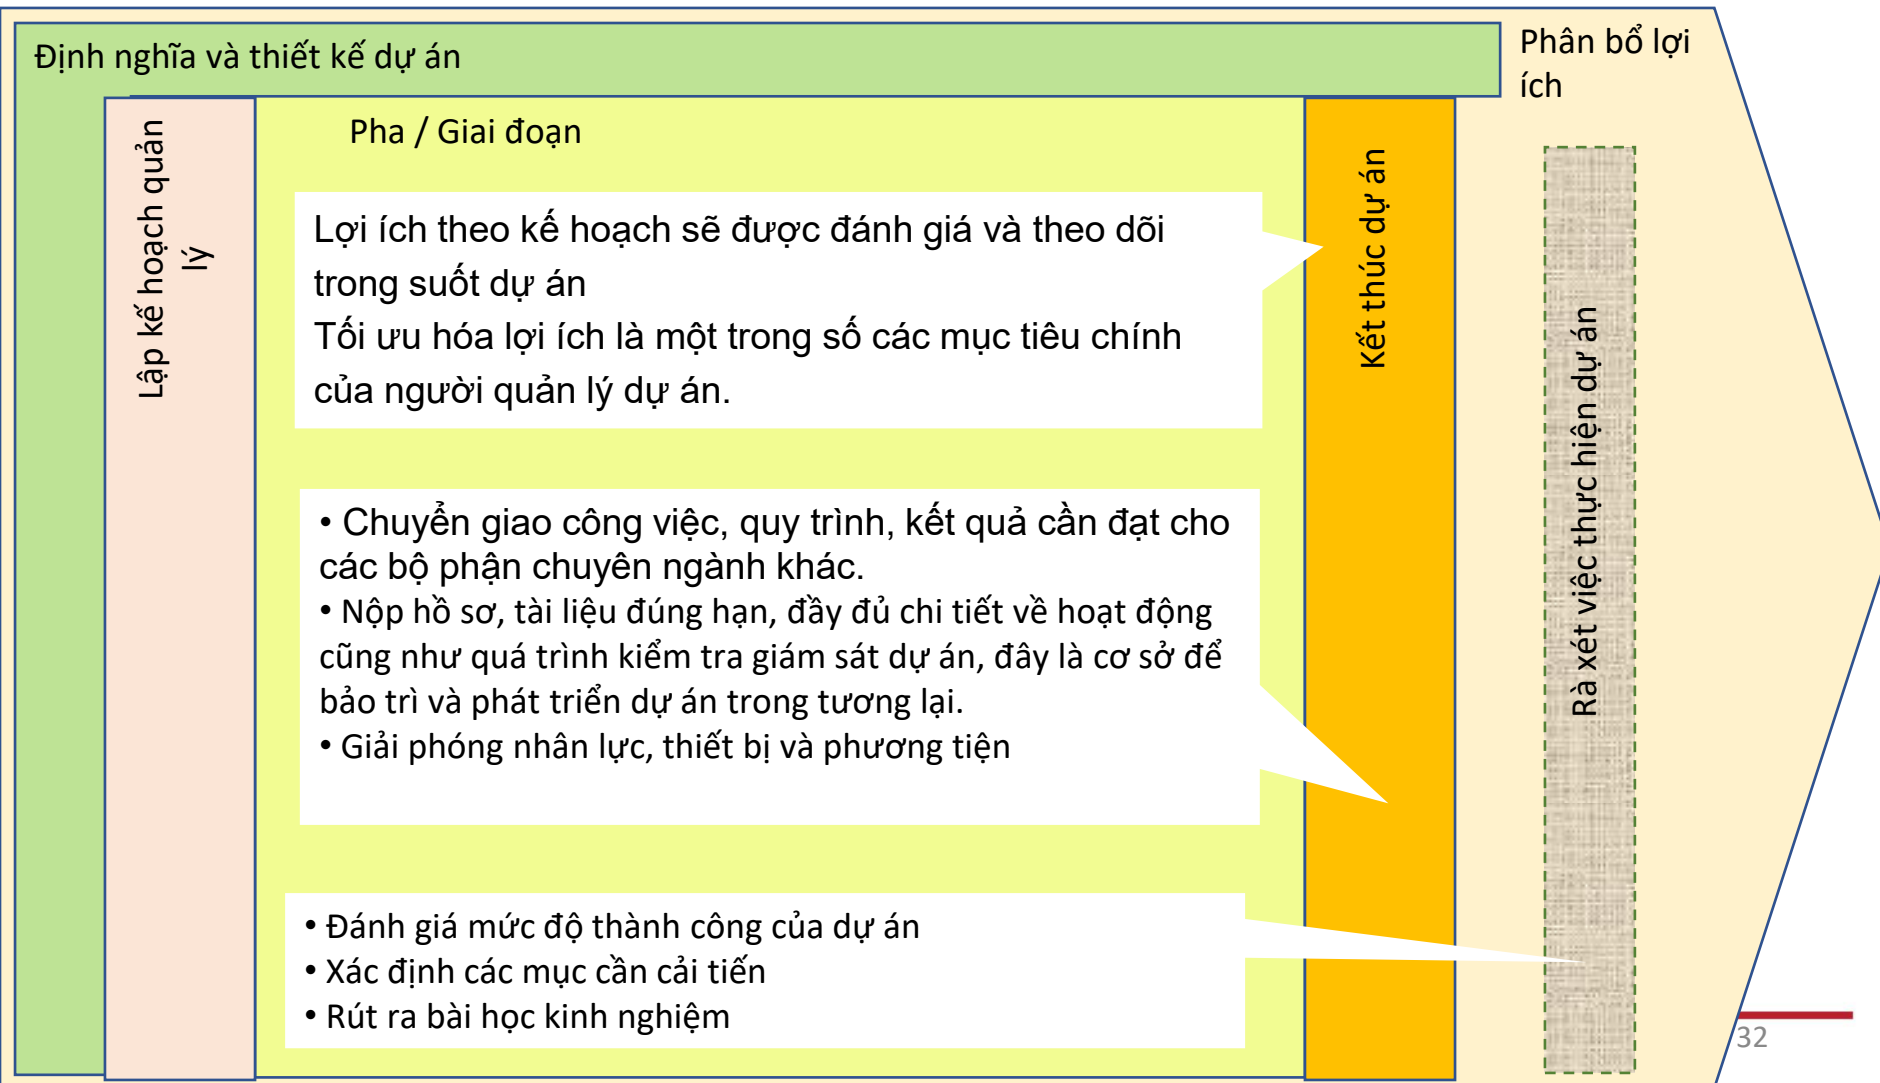 Định nghĩa và thiết kế dự án
Phân bổ lợi
ích
Lập kế hoạch quản
lý
Pha / Giai đoạn
Lợi ích theo kế hoạch sẽ được đánh giá và theo dõi
trong suốt dự án
Tối ưu hóa lợi ích là một trong số các mục tiêu chính
của người quản lý dự án.
• Chuyển giao công việc, quy trình, kết quả cần đạt cho
các bộ phận chuyên ngành khác.
• Nộp hồ sơ, tài liệu đúng hạn, đầy đủ chi tiết về hoạt động
cũng như quá trình kiểm tra giám sát dự án, đây là cơ sở để
bảo trì và phát triển dự án trong tương lại.
• Giải phóng nhân lực, thiết bị và phương tiện
• Đánh giá mức độ thành công của dự án
• Xác định các mục cần cải tiến
• Rút ra bài học kinh nghiệm
Kết thúc dự án
Rà xét việc thực hiện dự án
32